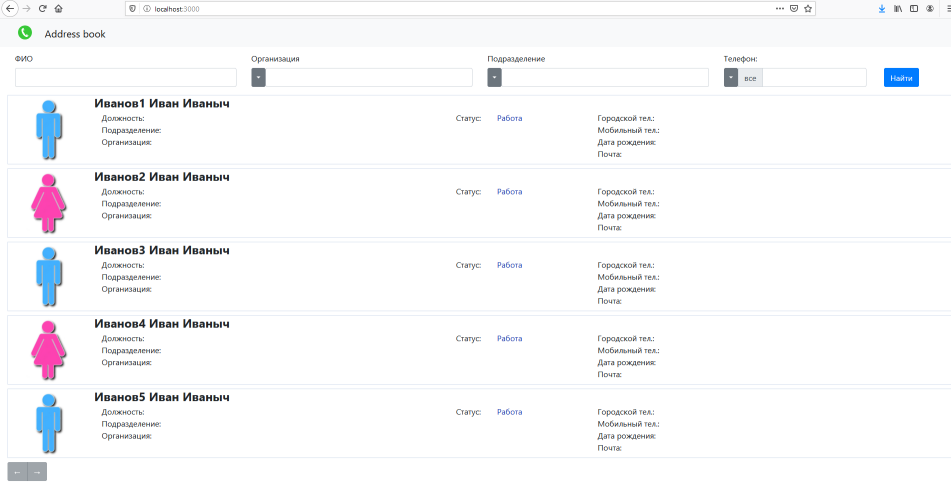 localhost:3000
Address book
ФИО Организация Подразделение Телефон:
все Найти
Иванов1 Иван Иваныч
Должность: Статус: Работа Городской тел.:
Подразделение: Мобильный тел.:
Организация: Дата рождения:
Почта:
Иванов2 Иван Иваныч
Должность: Статус: Работа Городской тел.:
Подразделение: Мобильный тел.:
Организация: Дата рождения:
Почта:
Иванов3 Иван Иваныч
Должность: Статус: Работа Городской тел.:
Подразделение: Мобильный тел.:
Организация: Дата рождения:
Почта:
Иванов4 Иван Иваныч
Должность: Статус: Работа Городской тел.:
Подразделение: Мобильный тел.:
Организация: Дата рождения:
Почта:
Иванов5 Иван Иваныч
Должность: Статус: Работа Городской тел.:
Подразделение: Мобильный тел.:
Организация: Дата рождения:
Почта:
← →